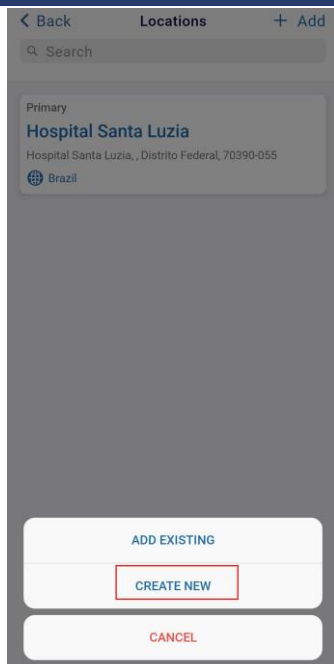 Back
Locations
+ Add
Search
Primary
Hospital Santa Luzia
Hospital Santa Luzia, , Distrito Federal, 70390-055
Brazil
ADD EXISTING
CREATE NEW
CANCEL